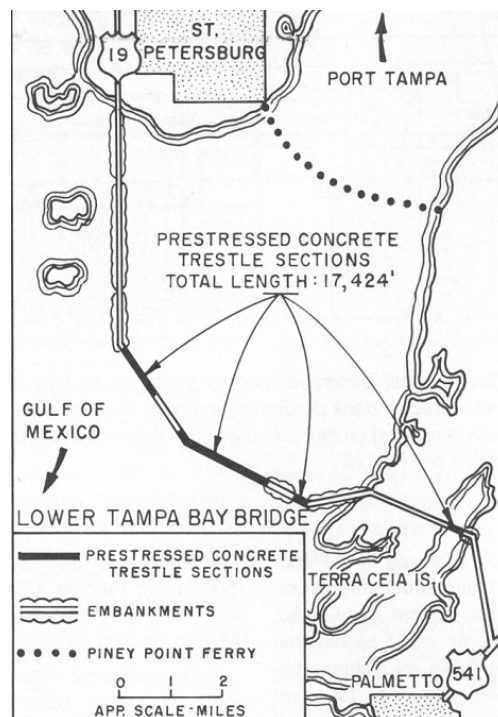 19
ST.
PETERSBURG
PORT TAMPA
PRESTRESSED CONCRETE
TRESTLE SECTIONS
TOTAL LENGTH: 17,424'
GULF OF
MEXICO
LOWER TAMPA BAY BRIDGE
TERRA CEIA IS.
PALMETTO
541
PRESTRESSED CONCRETE
TRESTLE SECTIONS
EMBANKMENTS
PINEY POINT FERRY
0 1 2
APP. SCALE-MILES